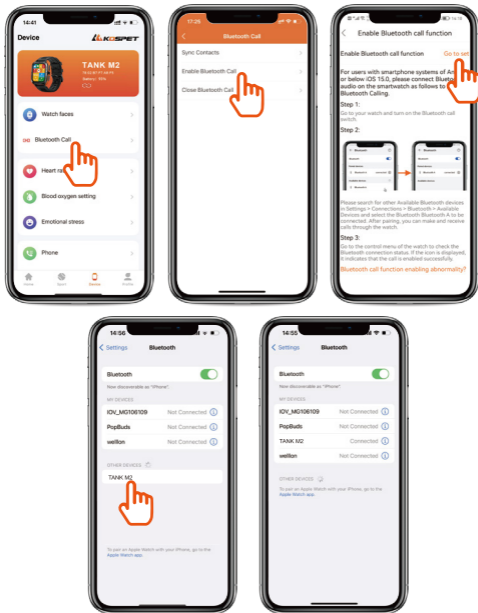 14:41
Device
KOSPET
TANK M2
Watch faces
Bluetooth Call
Heart ra
Blood oxygen setting
Emotional stress
Phone
Home
Sport
Device
Profile
17:25
Bluetooth Call
Sync Contacts
Enable Bluetooth Call
Close Bluetooth Call
Enable Bluetooth Call function
Enable Bluetooth call function
Go to set
For users with smartphone systems of An
or below iOS 15.0, please connect Blueto
audio on the smartwatch as follows to
Bluetooth Calling.
Step 1:
Go to your watch and turn on the Bluetooth call
switch.
Step 2:
Please search for other Available Bluetooth devices
in Settings > Connections > Bluetooth > Available
Devices and select the Bluetooth Bluetooth A to be
connected. After pairing, you can make and receive
calls through the watch.
Step 3:
Go to the control menu of the watch to check the
Bluetooth connection status. If the icon is displayed,
it indicates that the call is enabled successfully.
Bluetooth call function enabling abnormality?
14:56
Settings
Bluetooth
Bluetooth
Now discoverable as "iPhone".
MY DEVICES
IOV_MG106109 Not Connected
PopBuds Not Connected
wellion Not Connected
OTHER DEVICES
TANK M2
To pair an Apple Watch with your iPhone, go to the
Apple Watch app.
14:55
Settings
Bluetooth
Bluetooth
Now discoverable as "iPhone".
MY DEVICES
IOV_MG106109 Not Connected
PopBuds Not Connected
TANK M2 Connected
wellion Not Connected
OTHER DEVICES
To pair an Apple Watch with your iPhone, go to the
Apple Watch app.